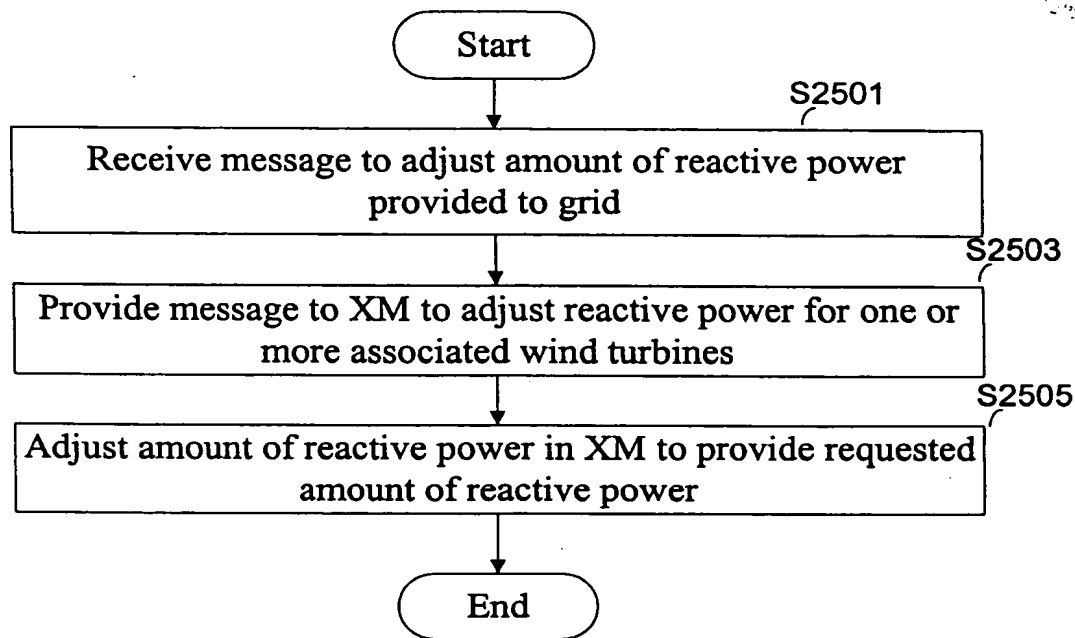 Start
S2501
Receive message to adjust amount of reactive power
provided to grid
S2503
Provide message to XM to adjust reactive power for one or
more associated wind turbines
S2505
Adjust amount of reactive power in XM to provide requested
amount of reactive power
End